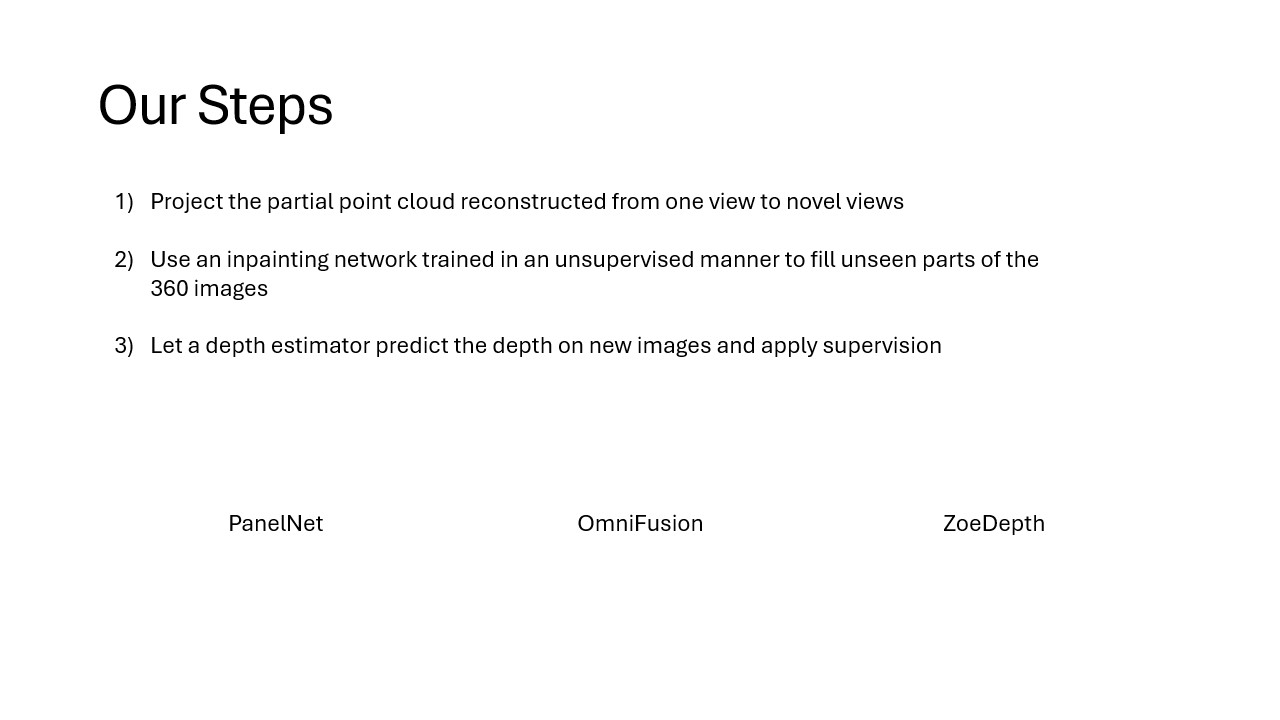 Our Steps
1) Project the partial point cloud reconstructed from one view to novel views
2) Use an inpainting network trained in an unsupervised manner to fill unseen parts of the
360 images
3) Let a depth estimator predict the depth on new images and apply supervision
PanelNet
OmniFusion
ZoeDepth